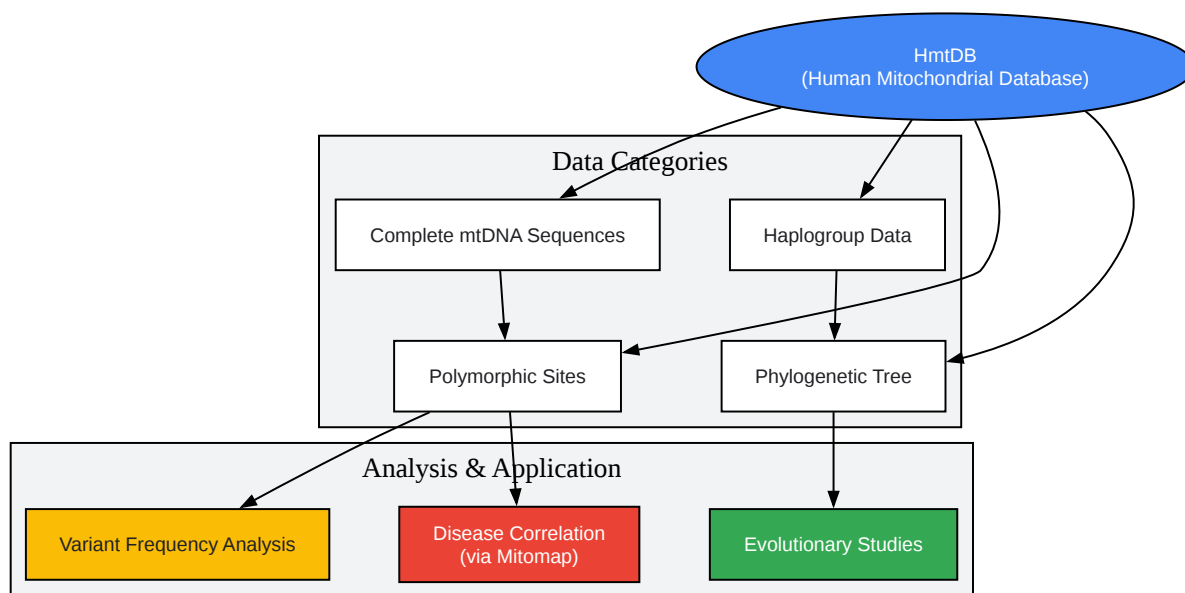 HmtDB
(Human Mitochondrial Database)
Data Categories
Complete mtDNA Sequences
Haplogroup Data
Polymorphic Sites
Phylogenetic Tree
Analysis & Application
Variant Frequency Analysis
Disease Correlation
(via Mitomap)
Evolutionary Studies